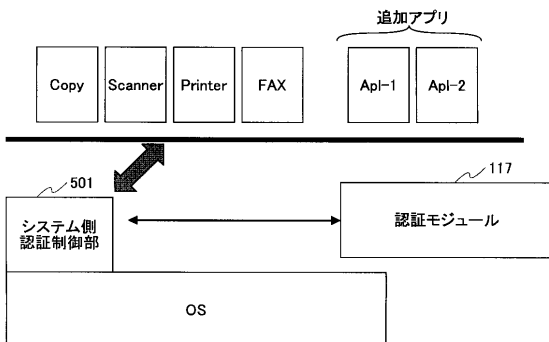 追加アプリ
Copy
Scanner
Printer
FAX
Apl-1
Apl-2
501
117
システム側
認証制御部
認証モジュール
OS